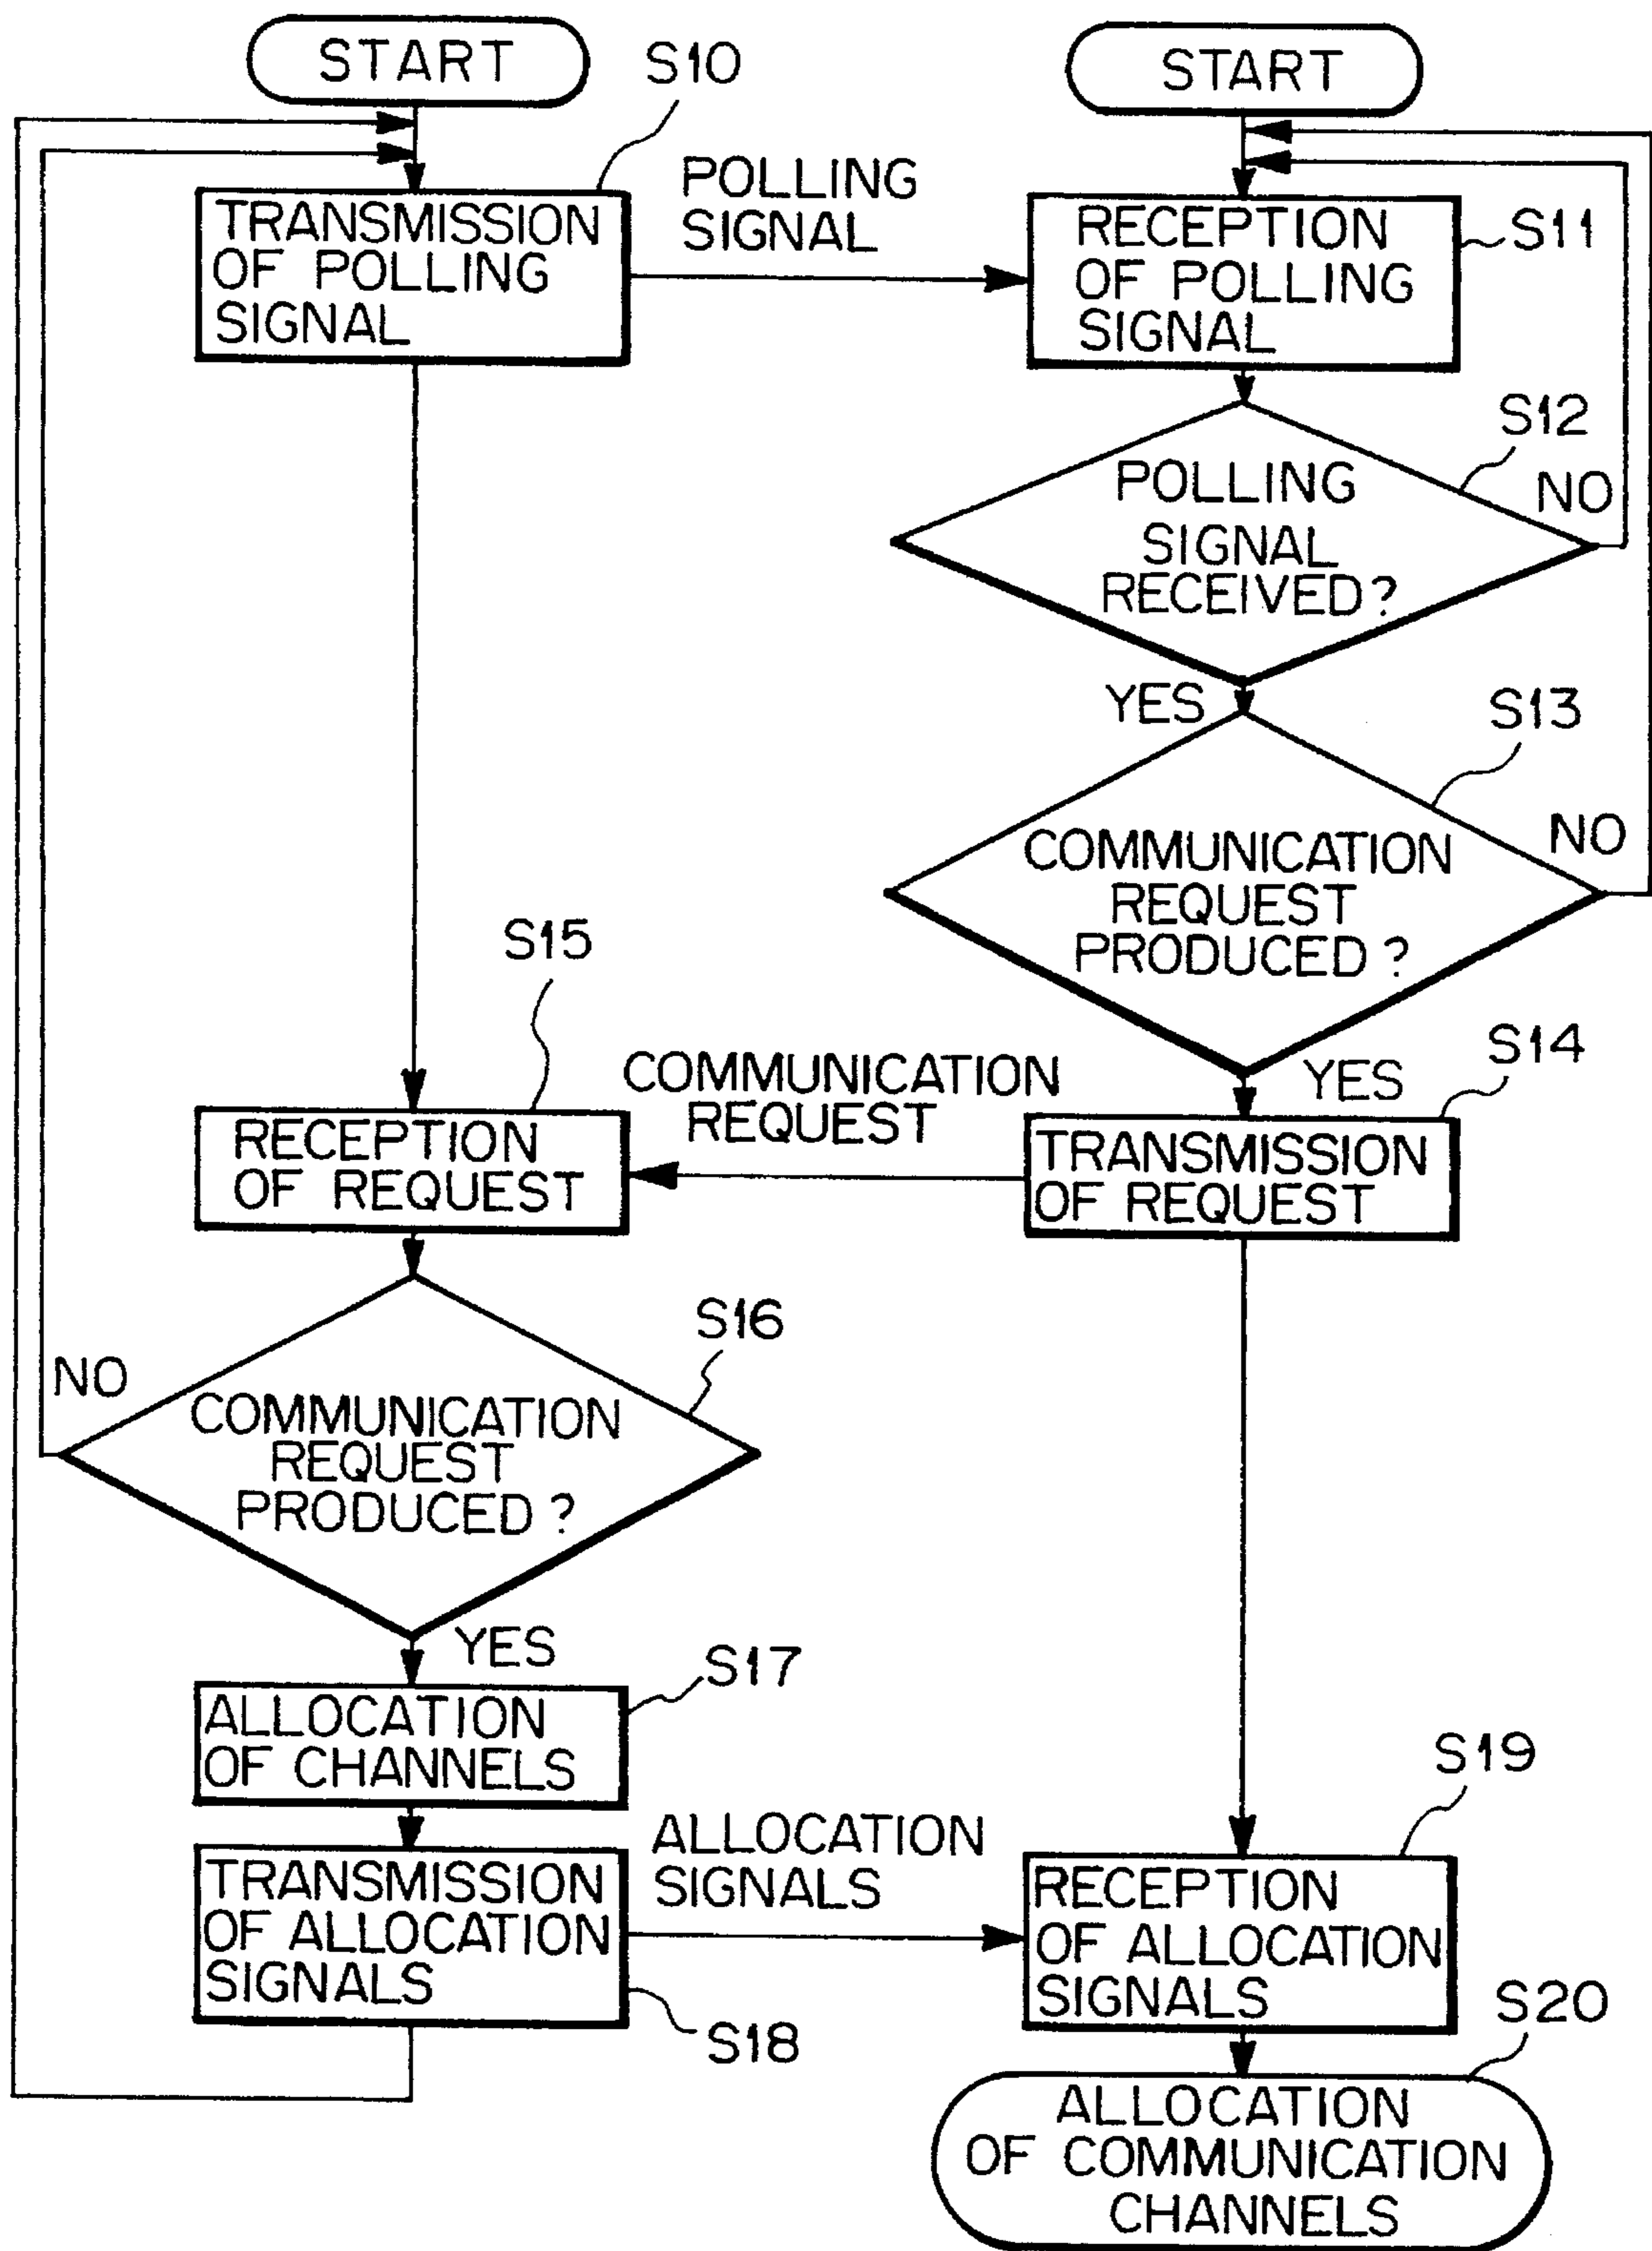 START
S10
START
POLLING
SIGNAL
TRANSMISSION
OF POLLING
SIGNAL
RECEPTION
OF POLLING
SIGNAL
S11
S12
POLLING
SIGNAL
RECEIVED?
NO
YES
S13
COMMUNICATION
REQUEST
PRODUCED?
NO
S15
S14
YES
COMMUNICATION
REQUEST
RECEPTION
OF REQUEST
TRANSMISSION
OF REQUEST
S16
NO
COMMUNICATION
REQUEST
PRODUCED?
YES
S17
ALLOCATION
OF CHANNELS
S19
ALLOCATION
SIGNALS
TRANSMISSION
OF ALLOCATION
SIGNALS
S18
RECEPTION
OF ALLOCATION
SIGNALS
S20
ALLOCATION
OF COMMUNICATION
CHANNELS